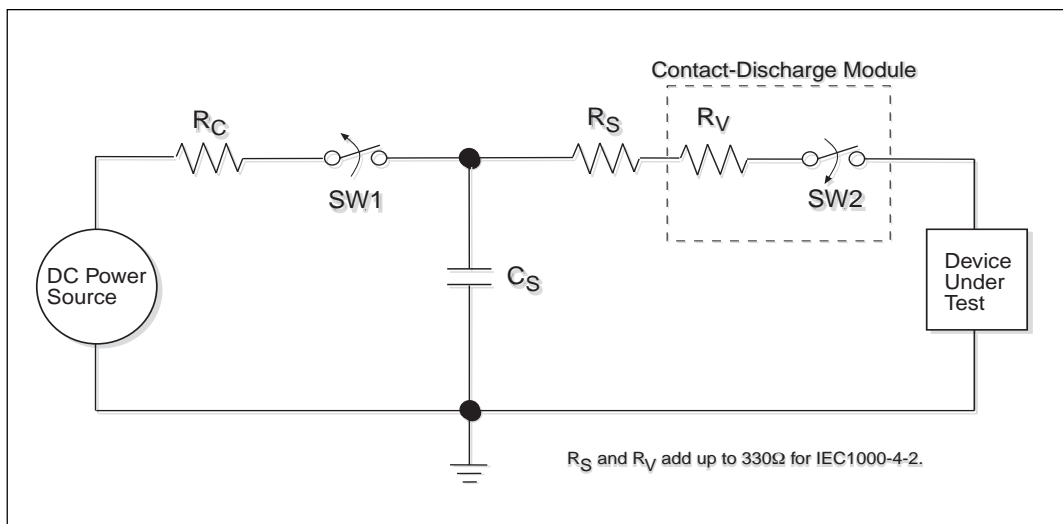 Contact-Discharge Module
RC
RS
RV
SW1
SW2
DC Power
Source
CS
Device
Under
Test
RS and RV add up to 330Ω for IEC1000-4-2.